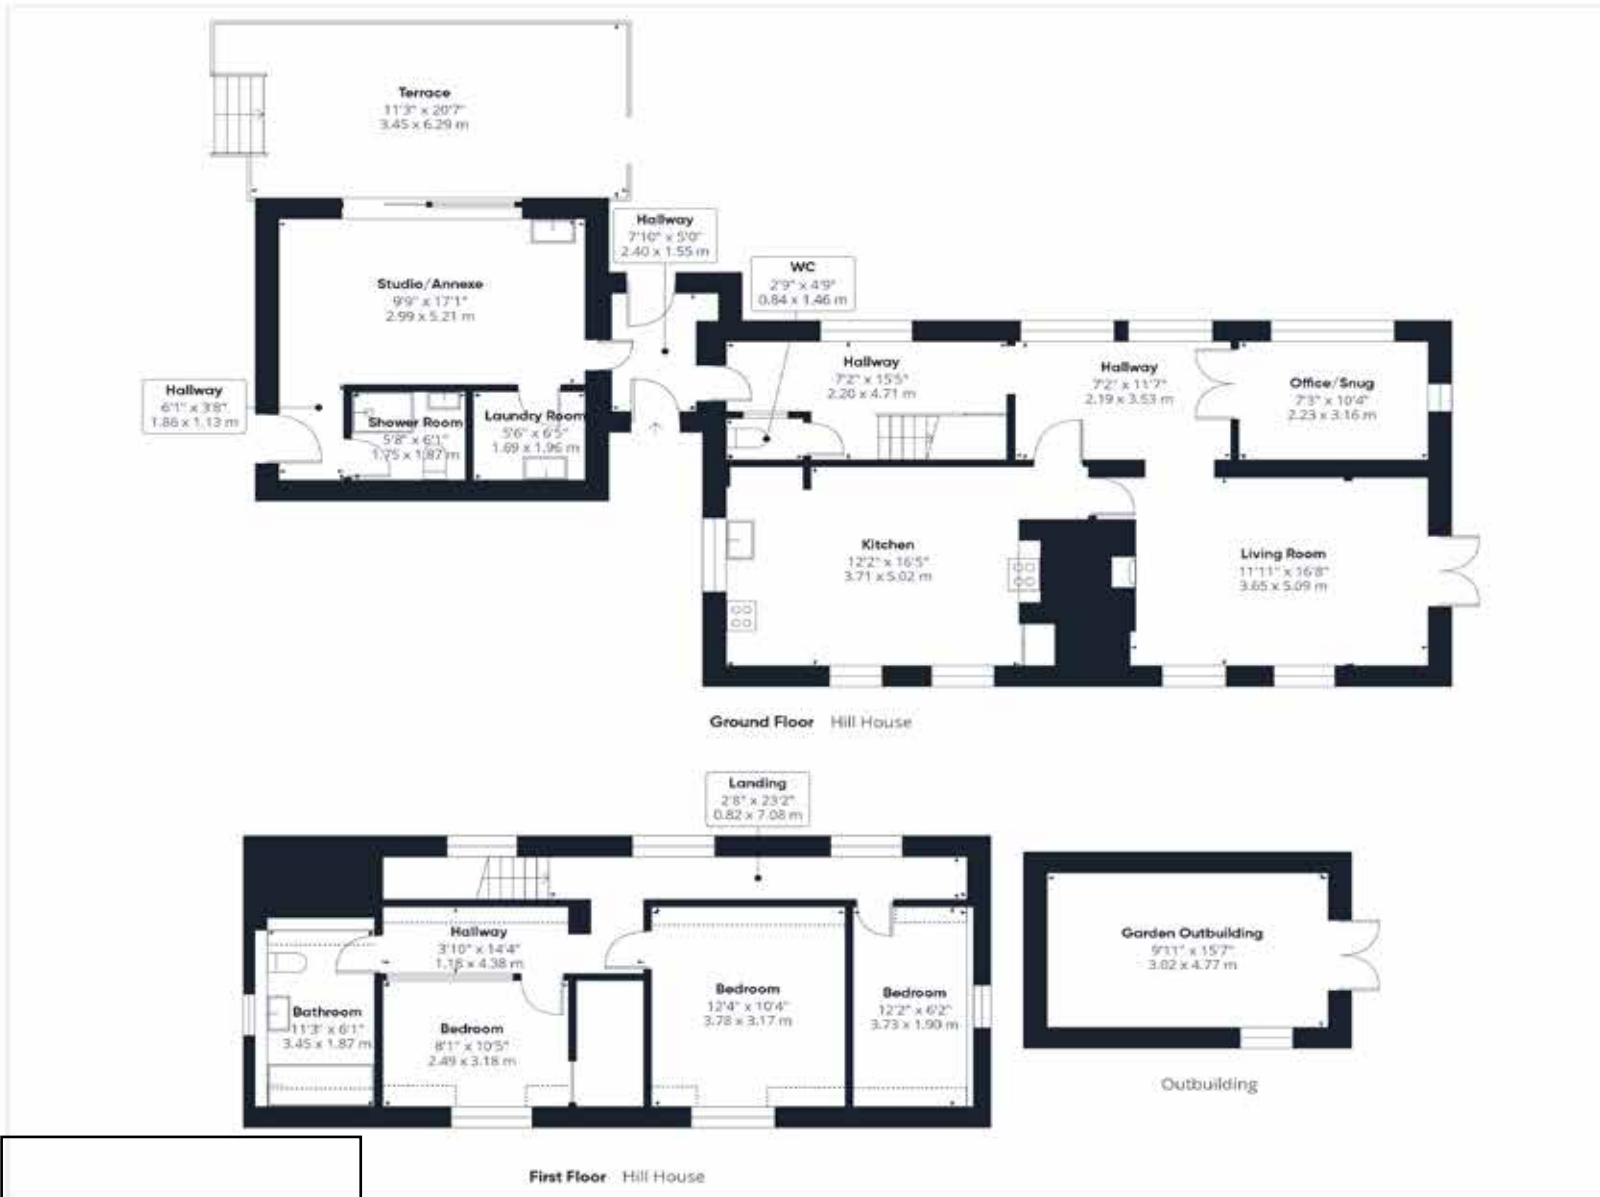 Terrace
11'3" x 20'7"
3.45 x 6.29 m
Hallway
7'10" x 5'0"
2.40 x 1.55 m
WC
2'9" x 4'9"
0.84 x 1.46 m
Studio/Annexe
9'9" x 17'1"
2.99 x 5.21 m
Hallway
7'2" x 15'5"
2.20 x 4.71 m
Hallway
7'2" x 11'7"
2.19 x 3.53 m
Office/Snug
7'3" x 10'4"
2.23 x 3.16 m
Hallway
6'1" x 3'8"
1.86 x 1.13 m
Shower Room
5'8" x 6'1"
1.75 x 1.87 m
Laundry Room
5'6" x 6'5"
1.69 x 1.96 m
Kitchen
12'2" x 16'5"
3.71 x 5.02 m
Living Room
11'11" x 16'8"
3.65 x 5.09 m
Ground Floor Hill House
Landing
2'8" x 23'2"
0.82 x 7.08 m
Hallway
3'10" x 14'4"
1.18 x 4.38 m
Bathroom
11'3" x 6'1"
3.45 x 1.87 m
Bedroom
8'1" x 10'5"
2.49 x 3.18 m
Bedroom
12'4" x 10'4"
3.78 x 3.17 m
Bedroom
12'2" x 6'2"
3.73 x 1.90 m
Garden Outbuilding
9'11" x 15'7"
3.02 x 4.77 m
Outbuilding
First Floor Hill House